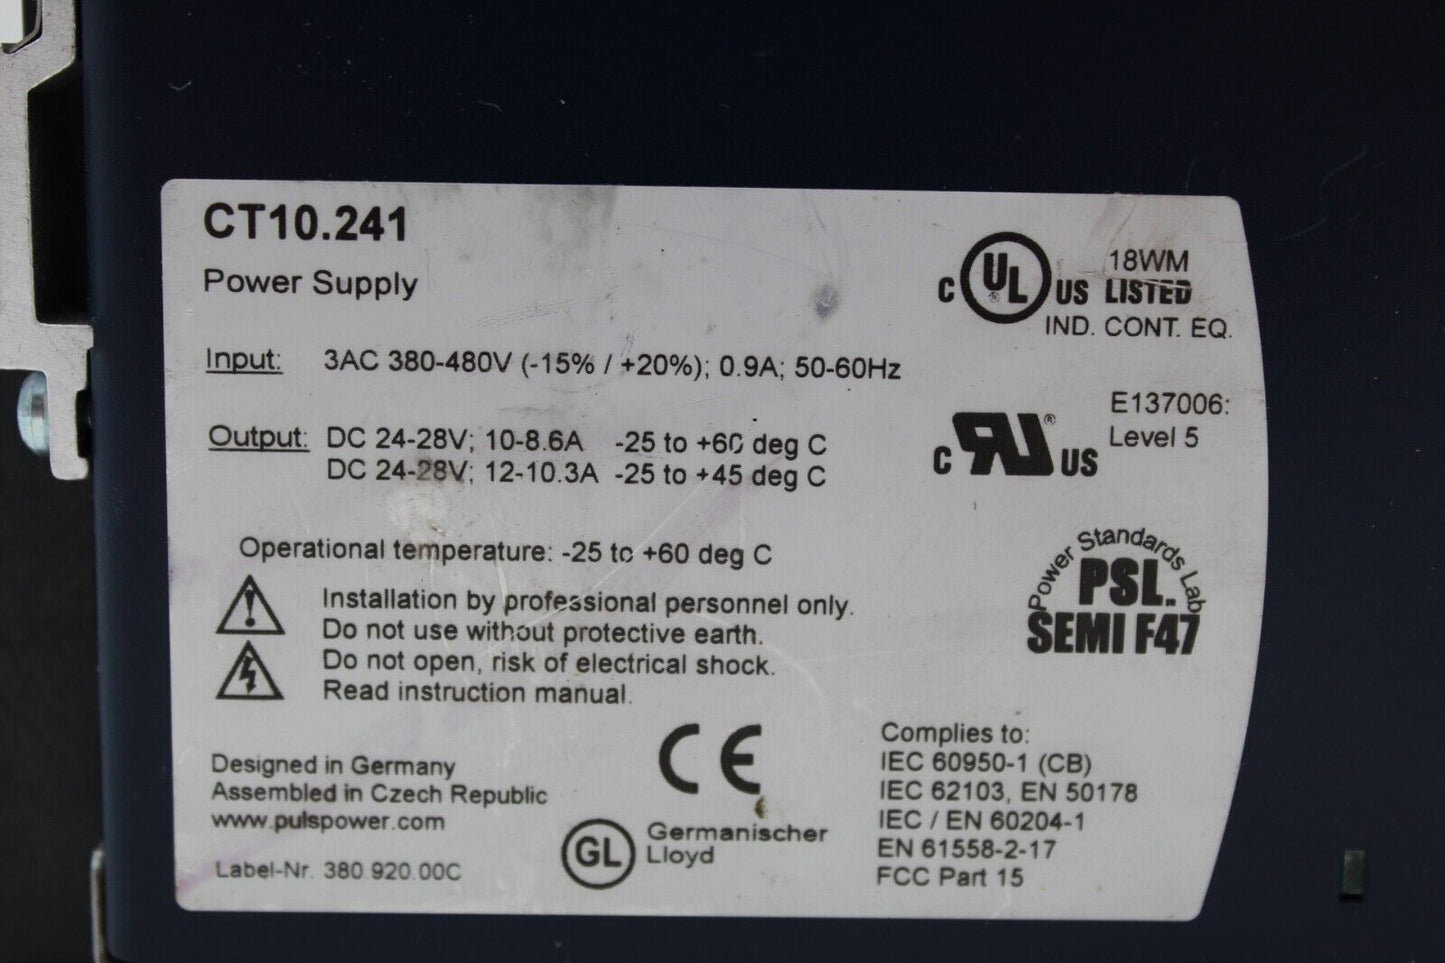 CT10.241
Power Supply
Input: 3AC 380-480V (-15% / +20%); 0.9A; 50-60Hz
Output: DC 24-28V; 10-8.6A -25 to +60 deg C
DC 24-28V; 12-10.3A -25 to +45 deg C
Operational temperature: -25 to +60 deg C
Installation by professional personnel only.
Do not use without protective earth.
Do not open, risk of electrical shock.
Read instruction manual.
Designed in Germany
Assembled in Czech Republic
www.pulspower.com
Label-Nr. 380.920.00C
C UL ® US 18WM
LISTED
IND. CONT. EQ.
C RU ® US E137006:
Level 5
Power Standards Lab
PSL.
SEMI F47
CE
GL Germanischer
Lloyd
Complies to:
IEC 60950-1 (CB)
IEC 62103, EN 50178
IEC / EN 60204-1
EN 61558-2-17
FCC Part 15